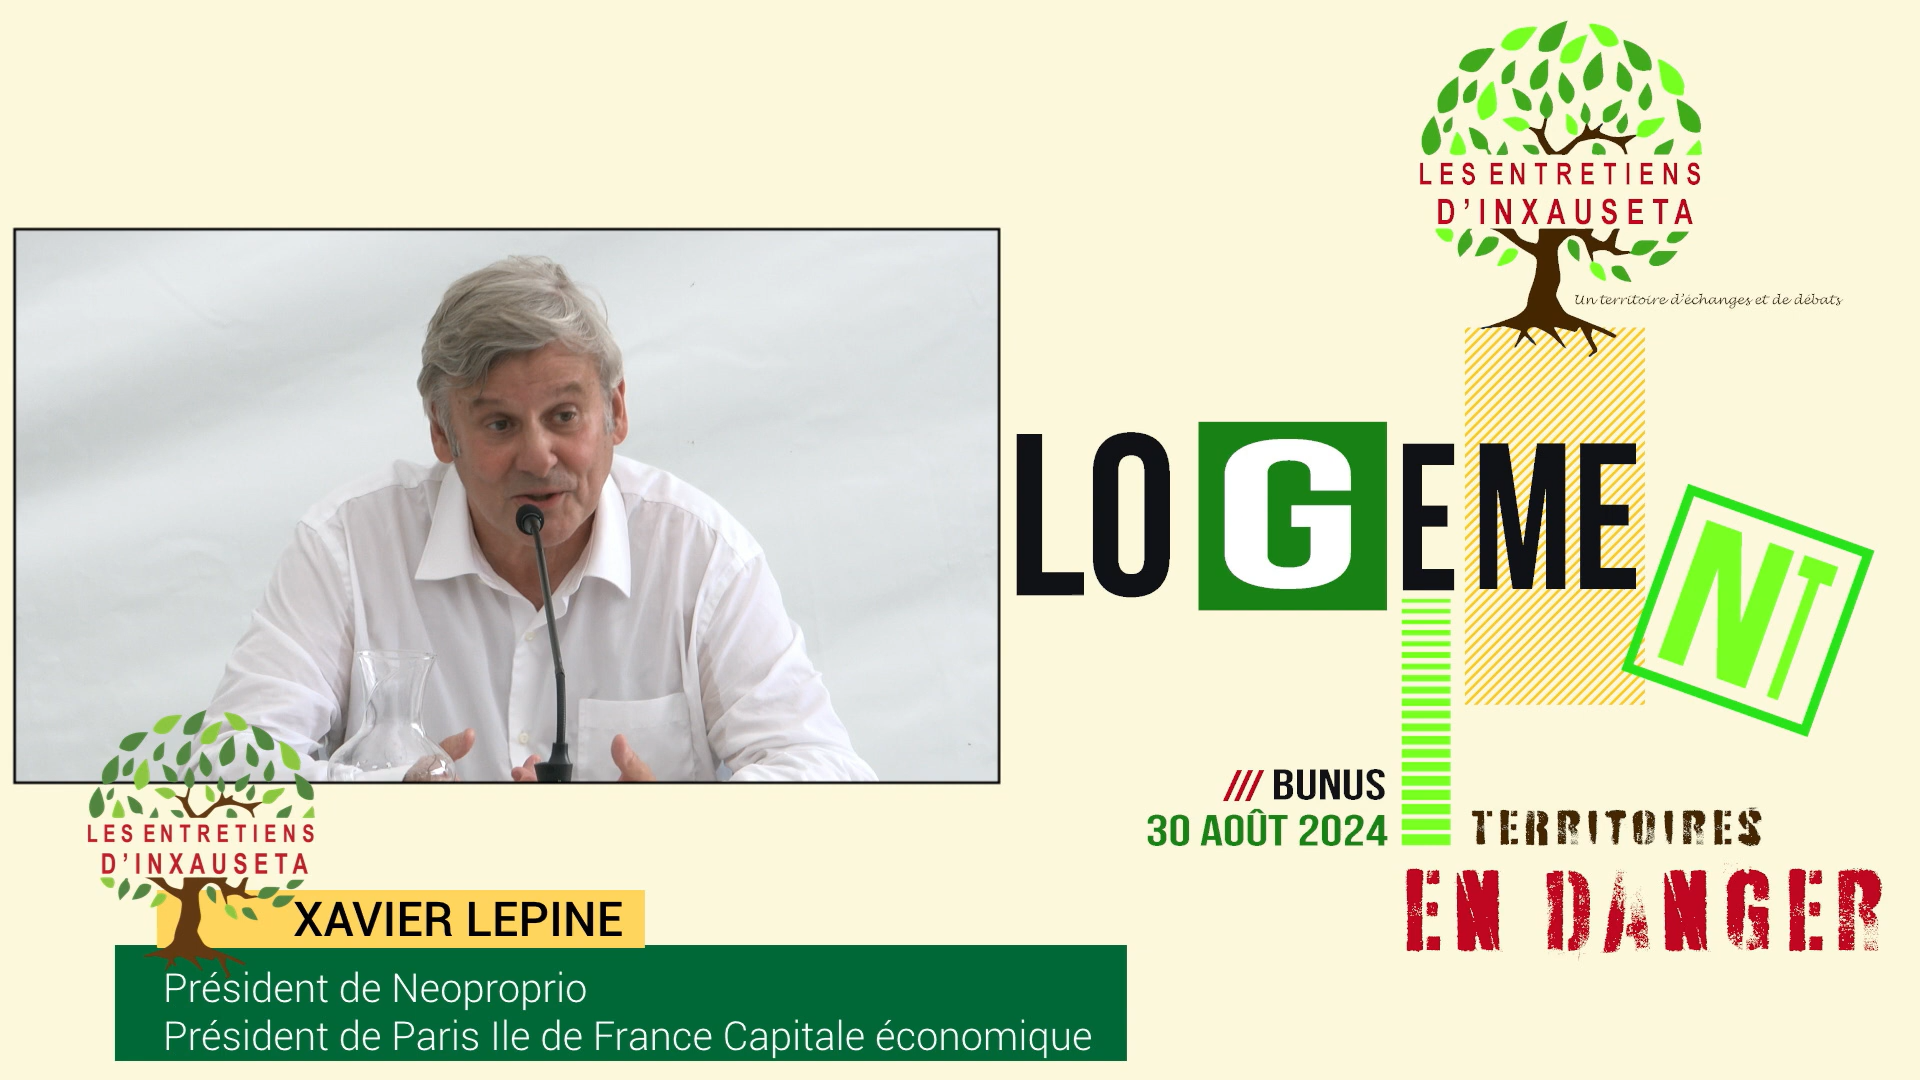 LES ENTRETIENS
D'INXAUSETA
Un territoire d'échanges et de débats
LOGEMENT
/// BUNUS
30 AOÛT 2024
TERRITOIRES
EN DANGER
LES ENTRETIENS
D'INXAUSETA
XAVIER LEPINE
Président de Neoproprio
Président de Paris Ile de France Capitale économique